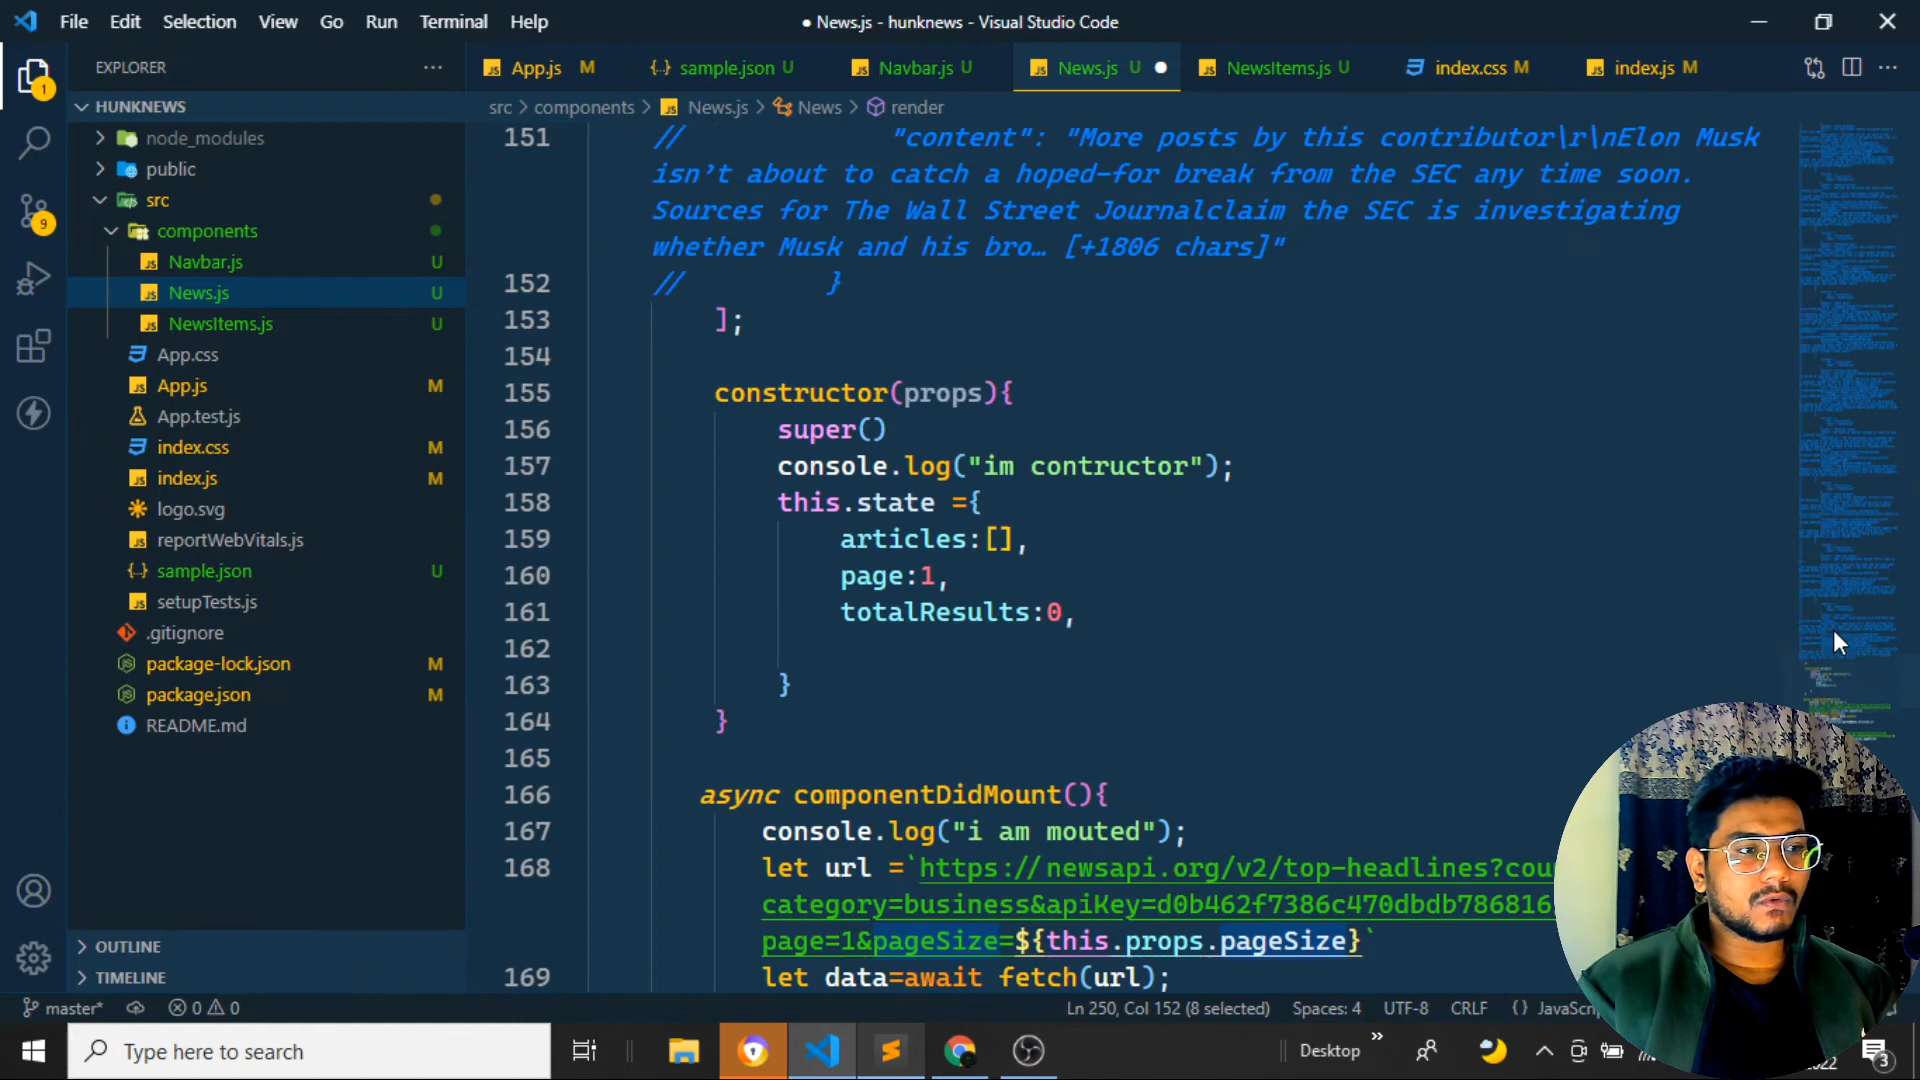 File Edit Selection View Go Run Terminal Help
● News.js - hunknews - Visual Studio Code
EXPLORER
App.js M
sample.json U
Navbar.js U
News.js U
NewsItems.js U
index.css M
index.js M
HUNKNEWS
src > components > News.js > News > render
node_modules
public
src
components
Navbar.js U
News.js U
NewsItems.js U
App.css
App.js M
App.test.js
index.css M
index.js M
logo.svg
reportWebVitals.js
sample.json U
setupTests.js
.gitignore
package-lock.json M
package.json M
README.md
OUTLINE
TIMELINE
1
9
151 // "content": "More posts by this contributor\r\nElon Musk
isn’t about to catch a hoped-for break from the SEC any time soon.
Sources for The Wall Street Journalclaim the SEC is investigating
whether Musk and his bro… [+1806 chars]"
152 // }
153 ];
154
155 constructor(props){
156 super()
157 console.log("im contructor");
158 this.state ={
159 articles:[],
160 page:1,
161 totalResults:0,
162
163 }
164 }
165
166 async componentDidMount(){
167 console.log("i am mouted");
168 let url =`https://newsapi.org/v2/top-headlines?cou
category=business&apiKey=d0b462f7386c470dbdb786816
page=1&pageSize=${this.props.pageSize}`
169 let data=await fetch(url);
master* 0 0
Ln 250, Col 152 (8 selected) Spaces: 4 UTF-8 CRLF {} JavaSc
Type here to search
Desktop
2022
3